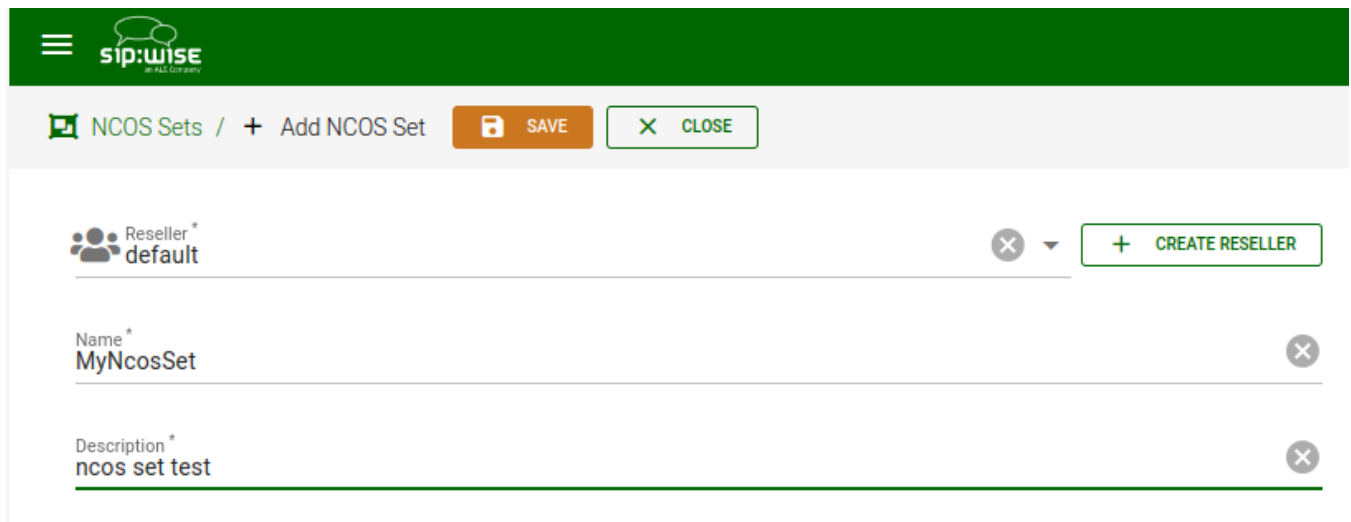 sip:wise
an ALE Company
NCOS Sets / + Add NCOS Set SAVE CLOSE
Reseller *
default
CREATE RESELLER
Name *
MyNcosSet
Description *
ncos set test